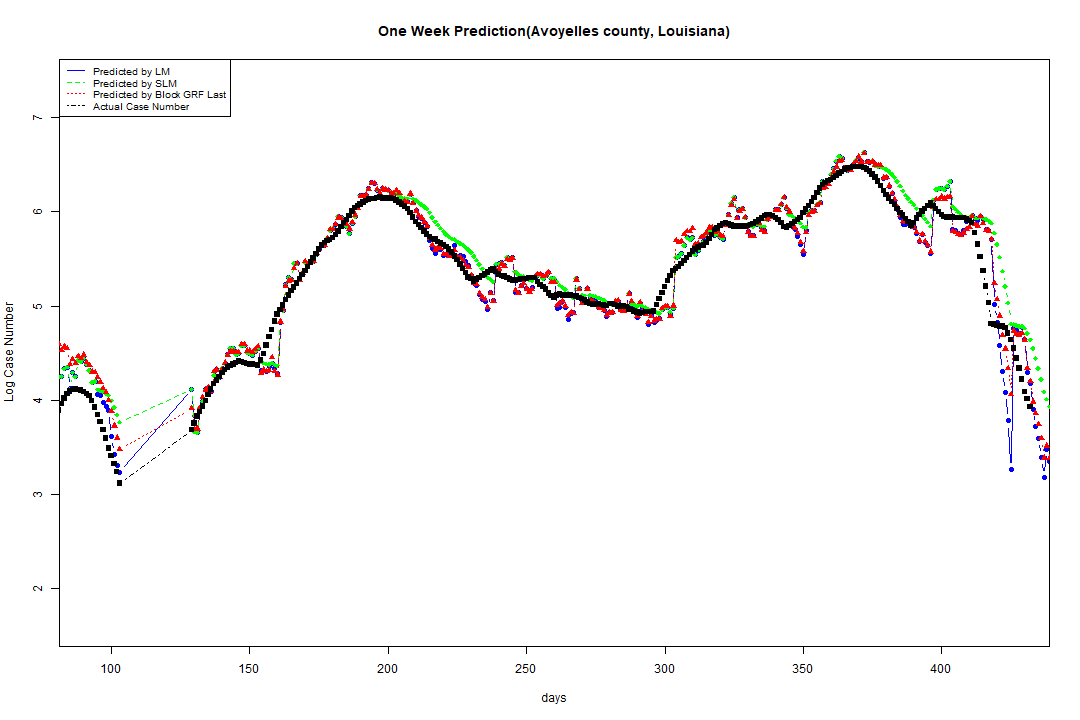 One Week Prediction(Avoyelles county, Louisiana)
Predicted by LM
Predicted by SLM
Predicted by Block GRF Last
Actual Case Number
Log Case Number
7
6
5
4
3
2
100 150 200 250 300 350 400
days